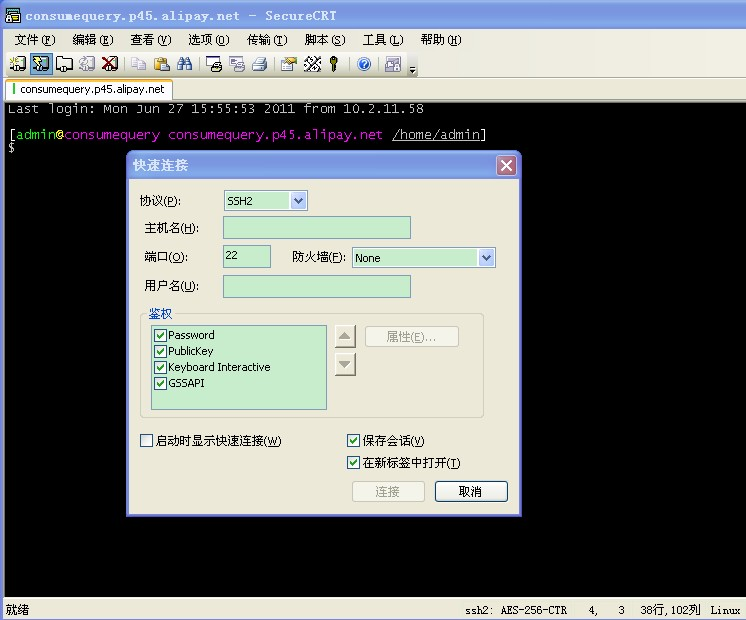 consumequery.p45.alipay.net - SecureCRT
文件(F) 编辑(E) 查看(V) 选项(O) 传输(T) 脚本(S) 工具(L) 帮助(H)
consumequery.p45.alipay.net
Last login: Mon Jun 27 15:55:53 2011 from 10.2.11.58
[admin@consumequery consumequery.p45.alipay.net /home/admin]
$
快速连接
协议(P): SSH2
主机名(H):
端口(O): 22 防火墙(F): None
用户名(U):
鉴权
Password
PublicKey
Keyboard Interactive
GSSAPI
属性(E)...
启动时显示快速连接(W) 保存会话(V)
在新标签中打开(T)
连接 取消
就绪 ssh2: AES-256-CTR 4, 3 38行,102列 Linux